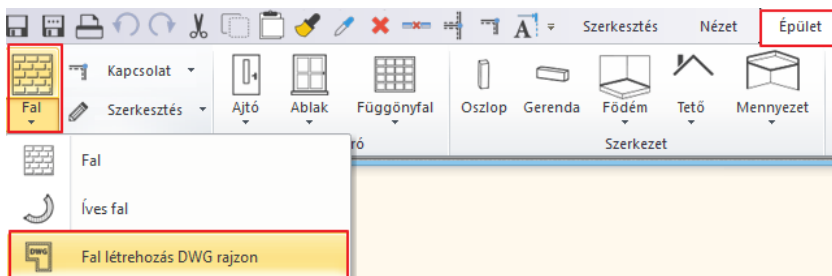 Szerkesztés Nézet Épület
Kapcsolat
Fal Szerkesztés Ajtó Ablak Függönyfal Oszlop Gerenda Födém Tető Mennyezet
ró Szerkezet
Fal
Íves fal
DWG Fal létrehozás DWG rajzon